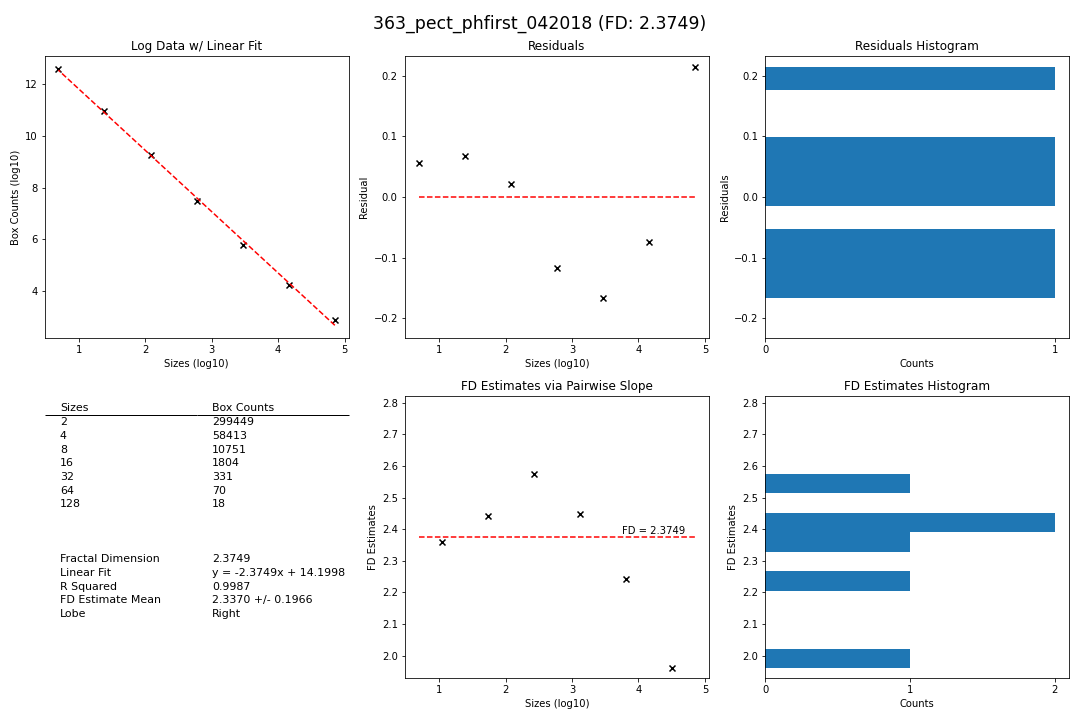 363_pect_phfirst_042018 (FD: 2.3749)
Log Data w/ Linear Fit
Box Counts (log10)
12
10
8
6
4
1 2 3 4 5
Sizes (log10)
Residuals
Residual
0.2
0.1
0.0
−0.1
−0.2
1 2 3 4 5
Sizes (log10)
Residuals Histogram
Residuals
0.2
0.1
0.0
−0.1
−0.2
0 1
Counts
Sizes Box Counts
2 299449
4 58413
8 10751
16 1804
32 331
64 70
128 18
Fractal Dimension 2.3749
Linear Fit y = -2.3749x + 14.1998
R Squared 0.9987
FD Estimate Mean 2.3370 +/- 0.1966
Lobe Right
FD Estimates via Pairwise Slope
FD Estimates
2.8
2.7
2.6
2.5
2.4
2.3
2.2
2.1
2.0
FD = 2.3749
1 2 3 4 5
Sizes (log10)
FD Estimates Histogram
FD Estimates
2.8
2.7
2.6
2.5
2.4
2.3
2.2
2.1
2.0
0 1 2
Counts